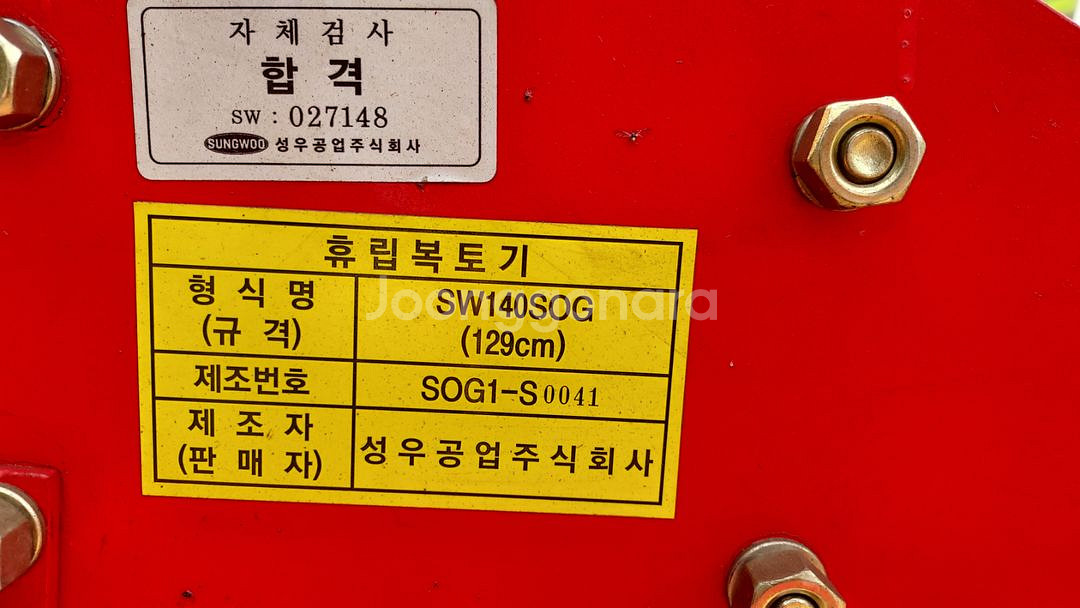 자체검사
합격
SW : 027148
SUNGWOO 성우공업주식회사
휴립복토기
형식명 SW140SOG
(규격) (129cm)
제조번호 SOG1-S0041
제조자
(판매자) 성우공업주식회사
Joonggonara